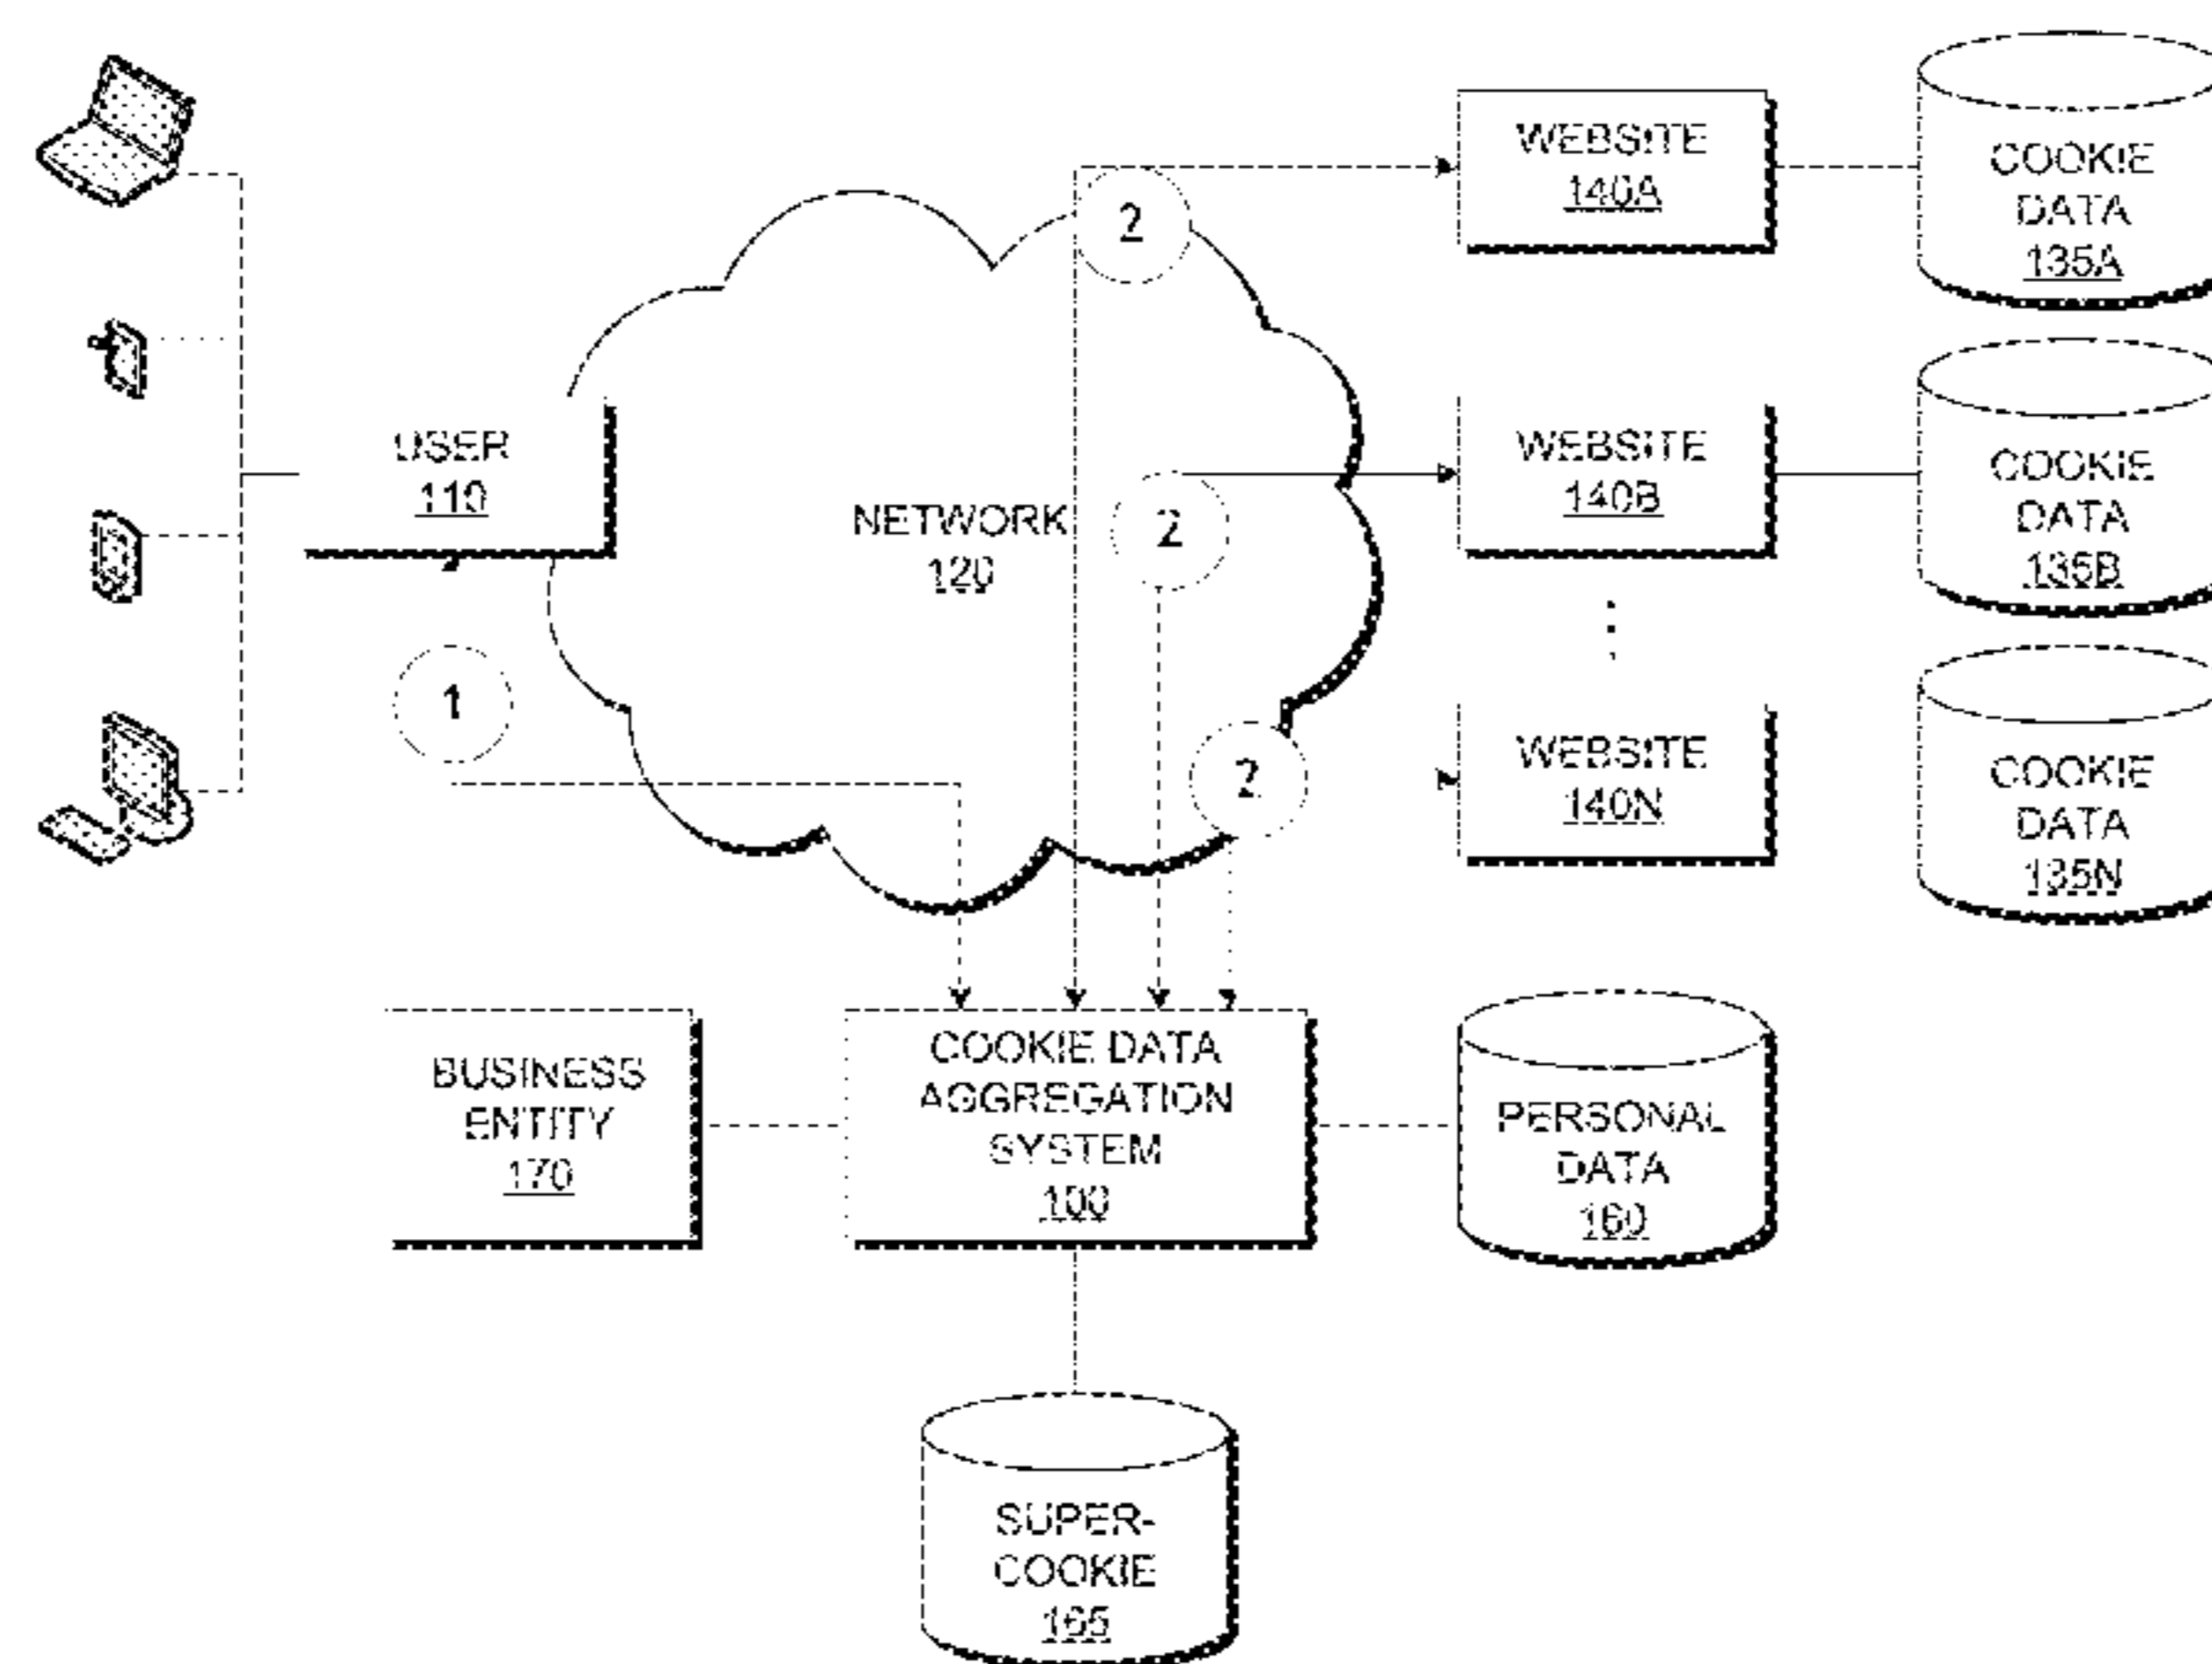 WEBSITE
140A
COOKIE
DATA
135A
2
USER
110
NETWORK
120
2
WEBSITE
140B
COOKIE
DATA
135B
1
2
WEBSITE
140N
COOKIE
DATA
135N
BUSINESS
ENTITY
170
COOKIE DATA
AGGREGATION
SYSTEM
100
PERSONAL
DATA
160
SUPER-
COOKIE
165